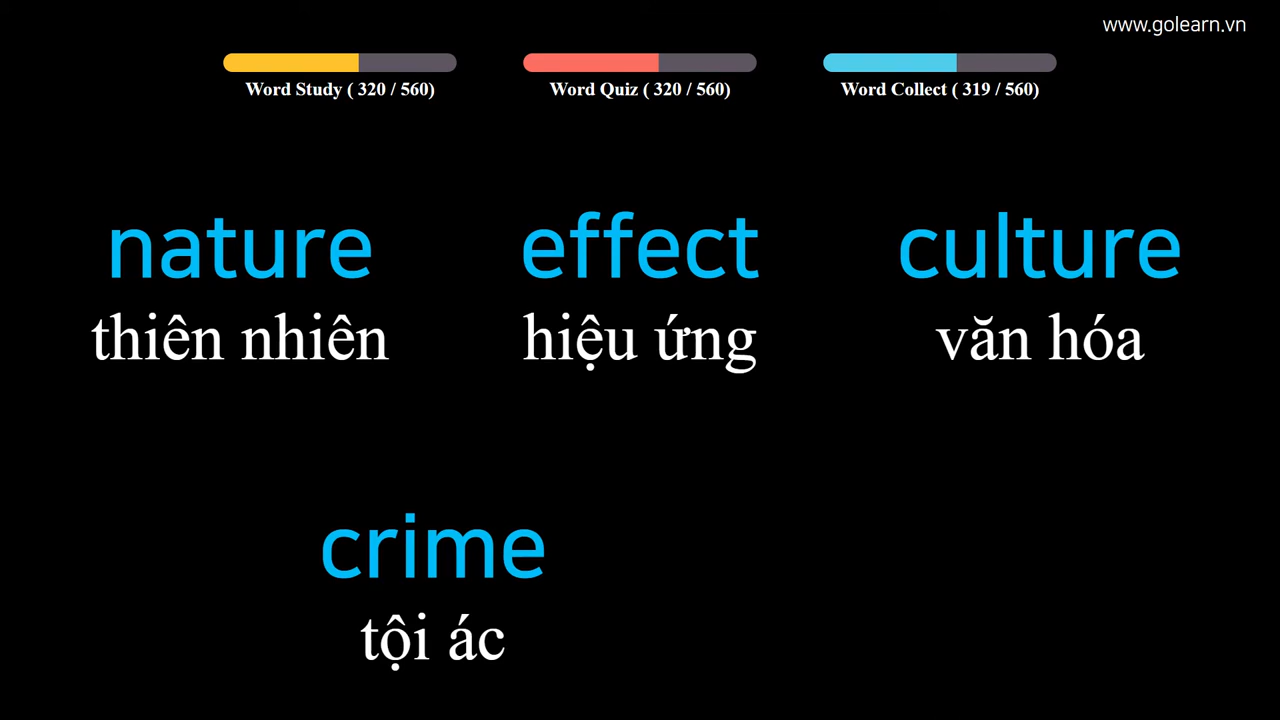 www.golearn.vn
Word Study ( 320 / 560)
Word Quiz ( 320 / 560)
Word Collect ( 319 / 560)
nature
effect
culture
thiên nhiên
hiệu ứng
văn hóa
crime
tội ác